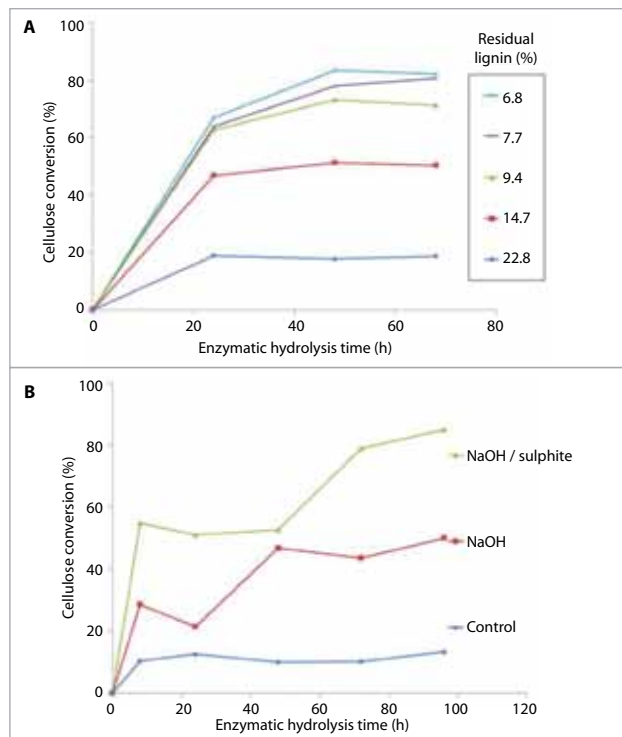 A
100
80
60
40
20
0
Cellulose conversion (%)
0 20 40 60 80
Enzymatic hydrolysis time (h)
Residual
lignin (%)
6.8
7.7
9.4
14.7
22.8
B
100
80
60
40
20
0
Cellulose conversion (%)
0 20 40 60 80 100 120
Enzymatic hydrolysis time (h)
NaOH / sulphite
NaOH
Control